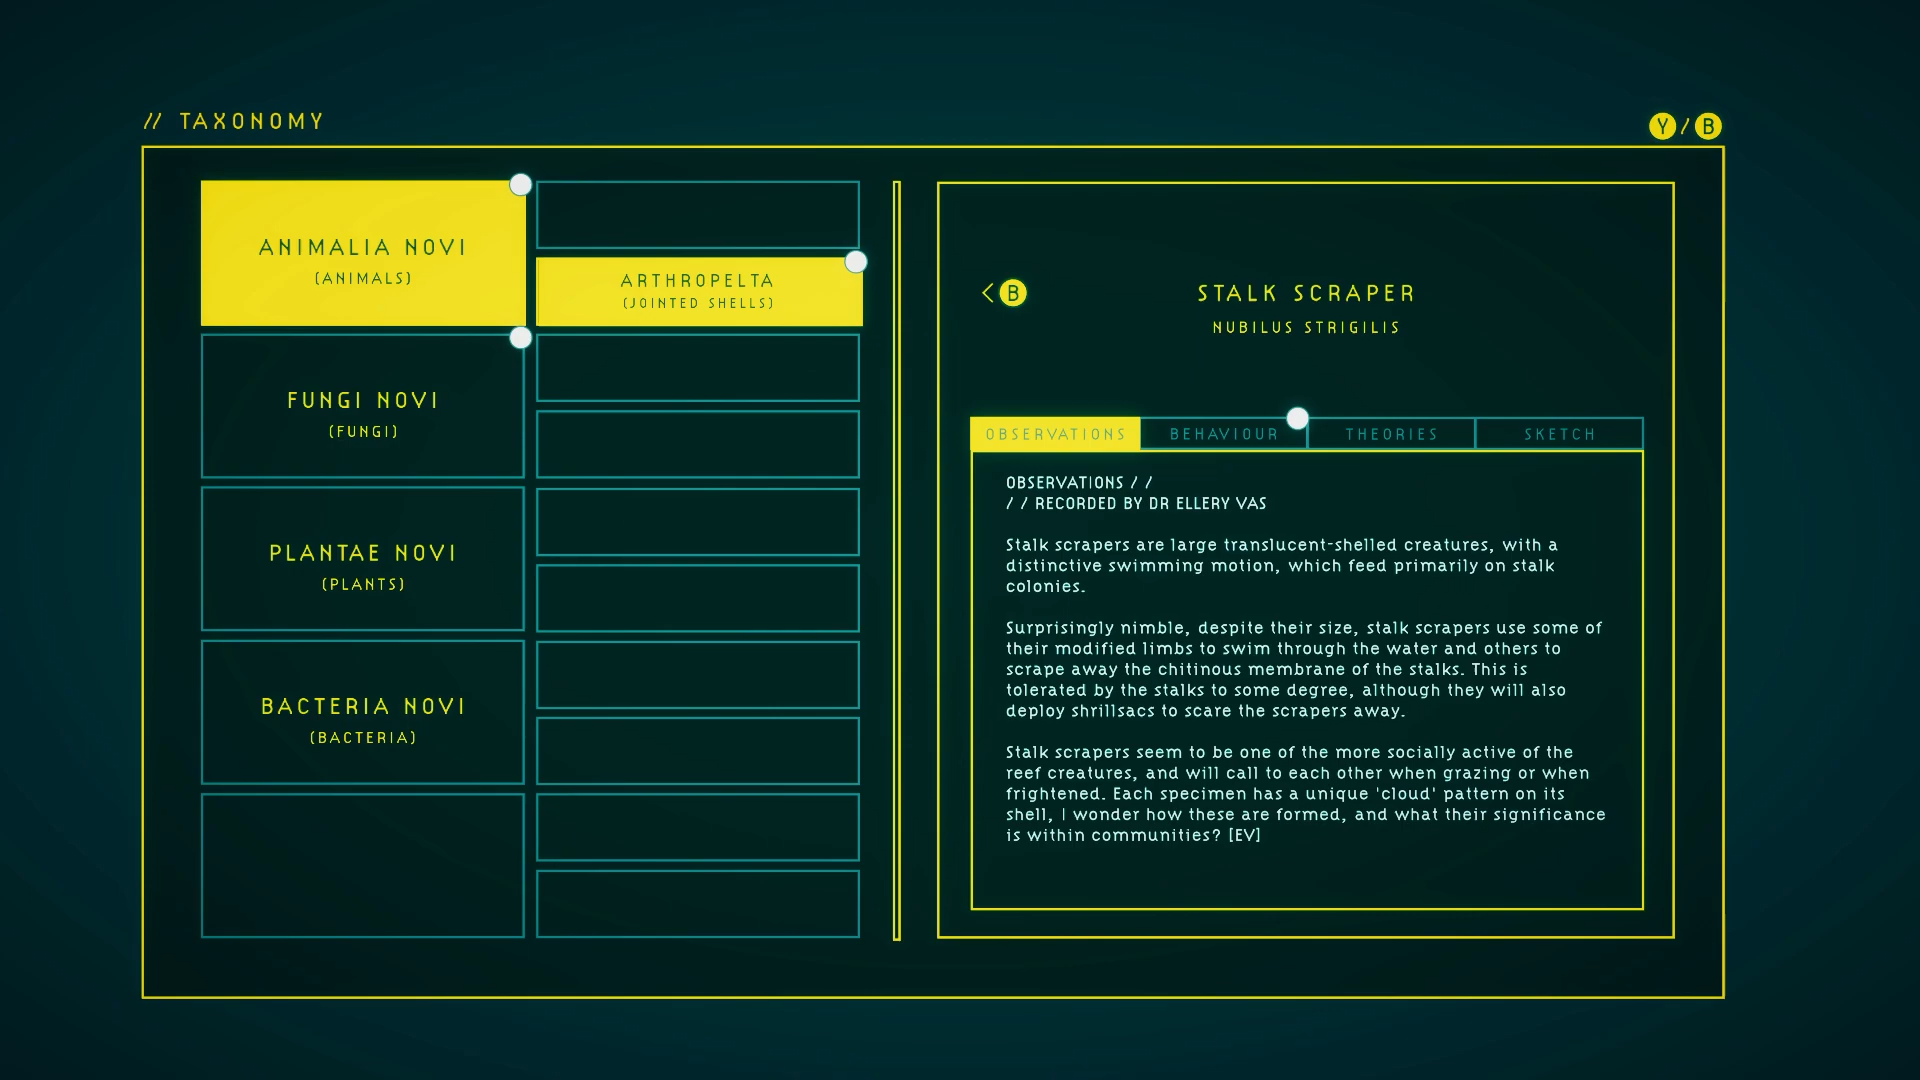 // TAXONOMY
Y / B
ANIMALIA NOVI
(ANIMALS)
FUNGI NOVI
(FUNGI)
PLANTAE NOVI
(PLANTS)
BACTERIA NOVI
(BACTERIA)
ARTHROPELTA
(JOINTED SHELLS)
< B
STALK SCRAPER
NUBILUS STRIGILIS
OBSERVATIONS
BEHAVIOUR
THEORIES
SKETCH
OBSERVATIONS / /
/ / RECORDED BY DR ELLERY VAS
Stalk scrapers are large translucent-shelled creatures, with a
distinctive swimming motion, which feed primarily on stalk
colonies.
Surprisingly nimble, despite their size, stalk scrapers use some of
their modified limbs to swim through the water and others to
scrape away the chitinous membrane of the stalks. This is
tolerated by the stalks to some degree, although they will also
deploy shrillsacs to scare the scrapers away.
Stalk scrapers seem to be one of the more socially active of the
reef creatures, and will call to each other when grazing or when
frightened. Each specimen has a unique 'cloud' pattern on its
shell, I wonder how these are formed, and what their significance
is within communities? [EV]